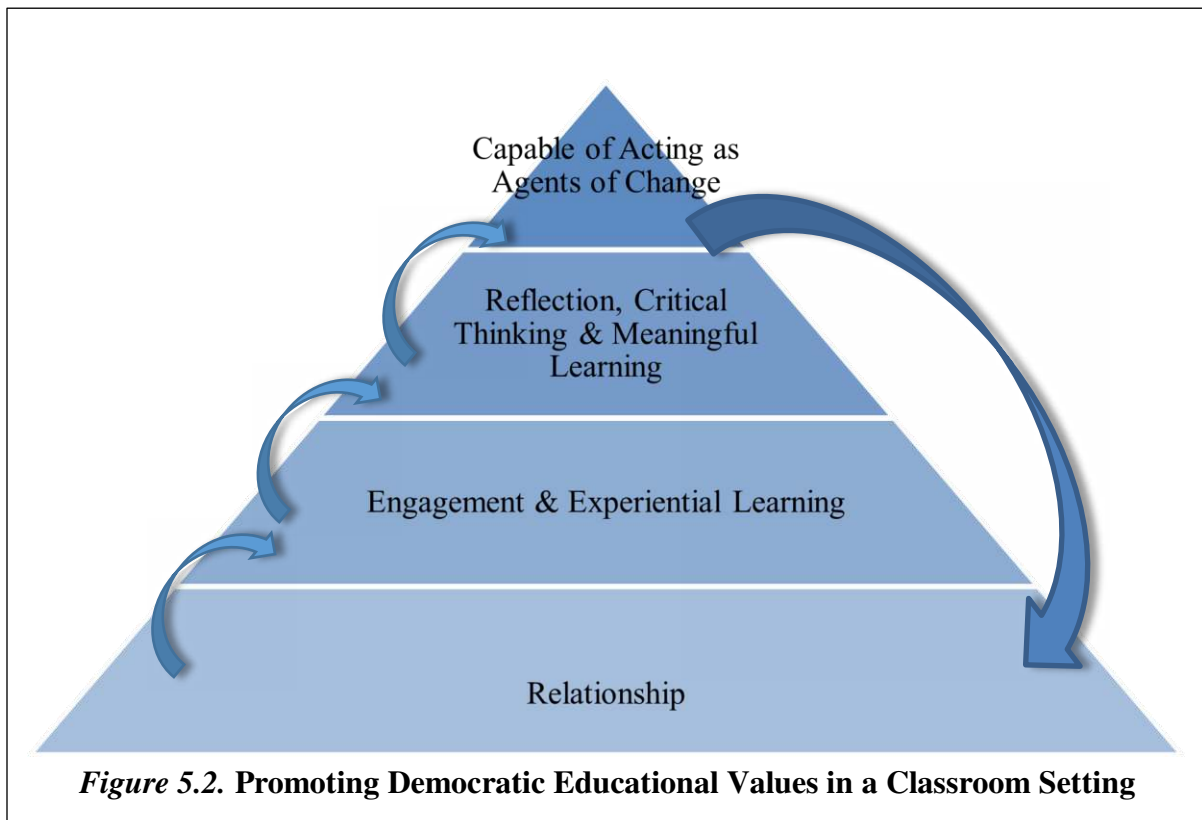 Capable of Acting as
Agents of Change
Reflection, Critical
Thinking & Meaningful
Learning
Engagement & Experiential Learning
Relationship
Figure 5.2. Promoting Democratic Educational Values in a Classroom Setting